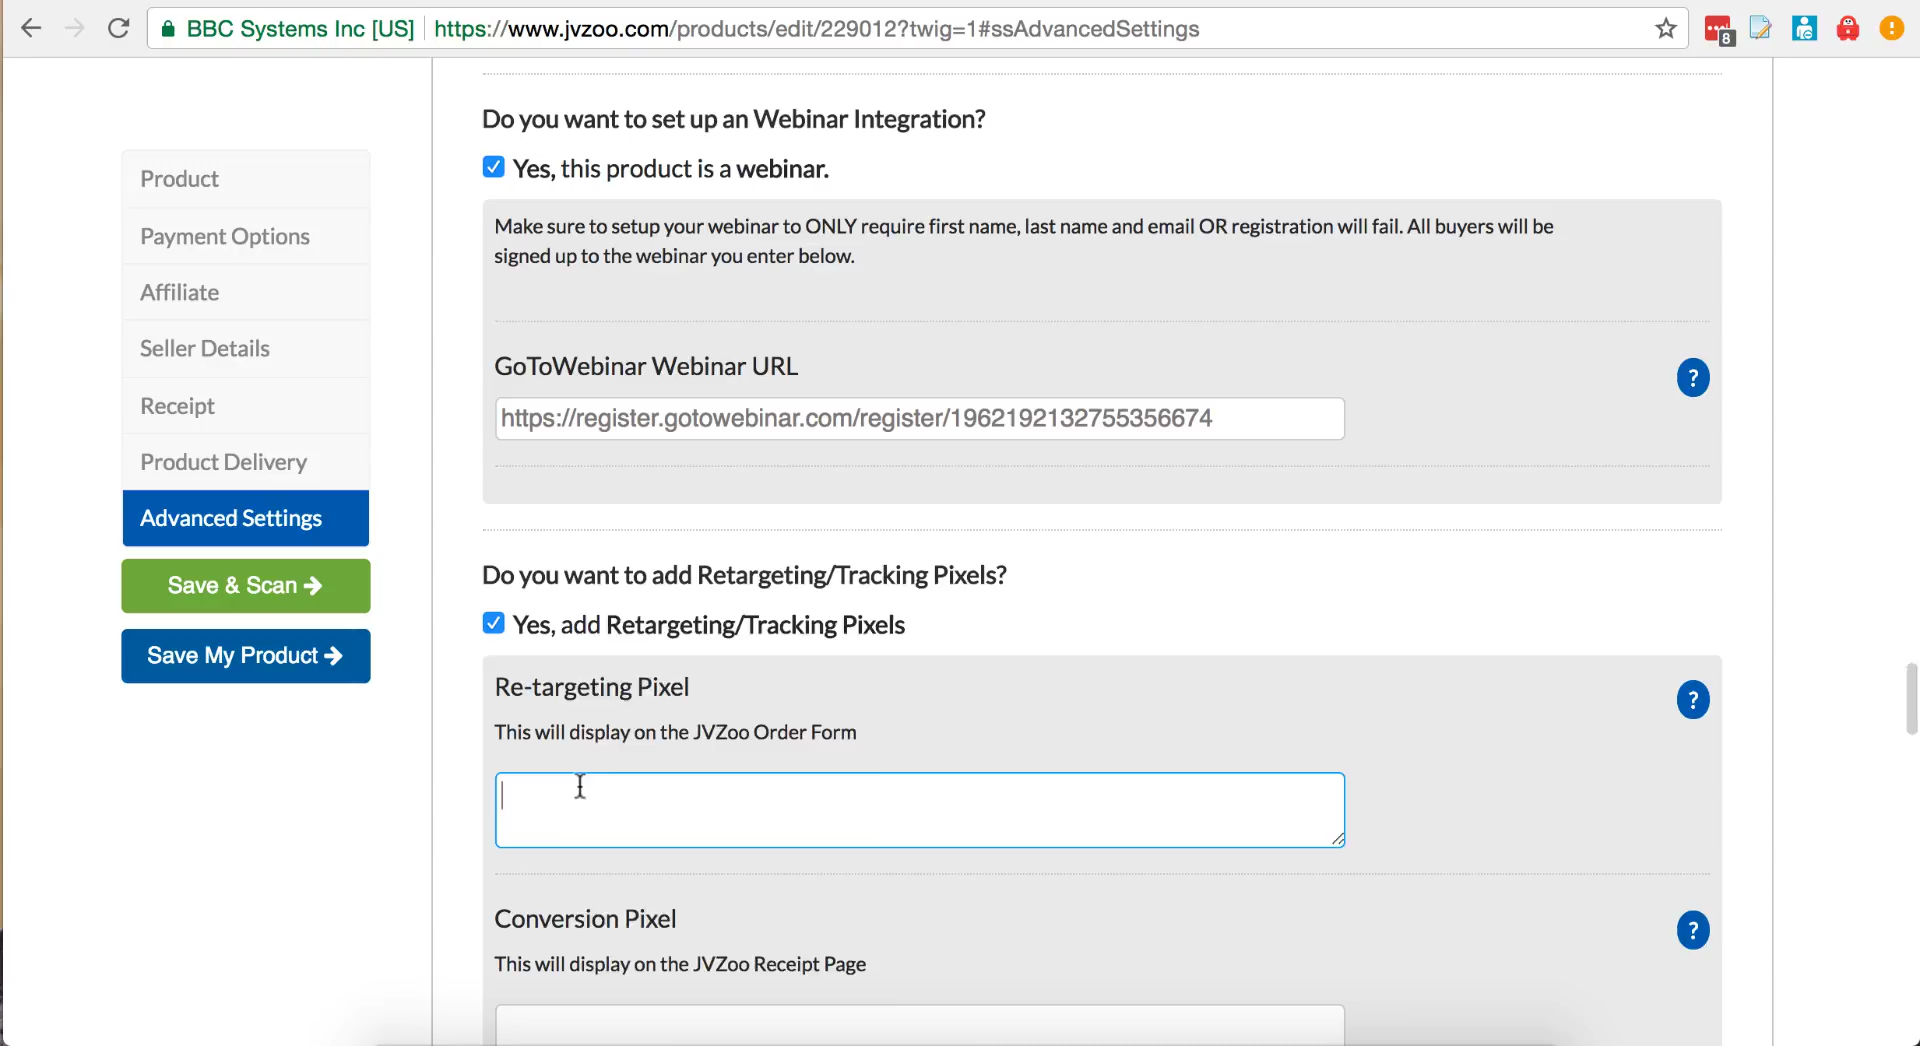 BBC Systems Inc [US] https://www.jvzoo.com/products/edit/229012?twig=1#ssAdvancedSettings
8
Product
Payment Options
Affiliate
Seller Details
Receipt
Product Delivery
Advanced Settings
Save & Scan
Save My Product
Do you want to set up an Webinar Integration?
Yes, this product is a webinar.
Make sure to setup your webinar to ONLY require first name, last name and email OR registration will fail. All buyers will be
signed up to the webinar you enter below.
GoToWebinar Webinar URL
?
https://register.gotowebinar.com/register/1962192132755356674
Do you want to add Retargeting/Tracking Pixels?
Yes, add Retargeting/Tracking Pixels
Re-targeting Pixel
?
This will display on the JVZoo Order Form
Conversion Pixel
?
This will display on the JVZoo Receipt Page